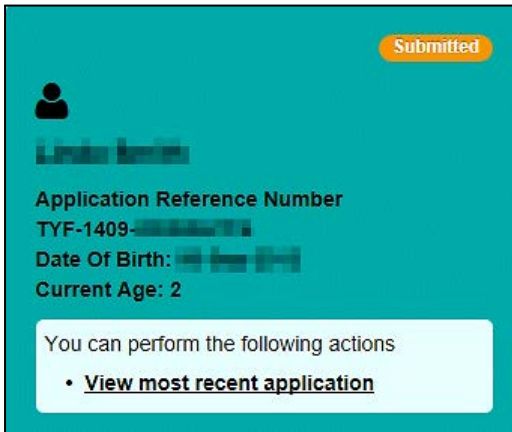 Submitted
Application Reference Number
TYF-1409-
Date Of Birth:
Current Age: 2
You can perform the following actions
• View most recent application